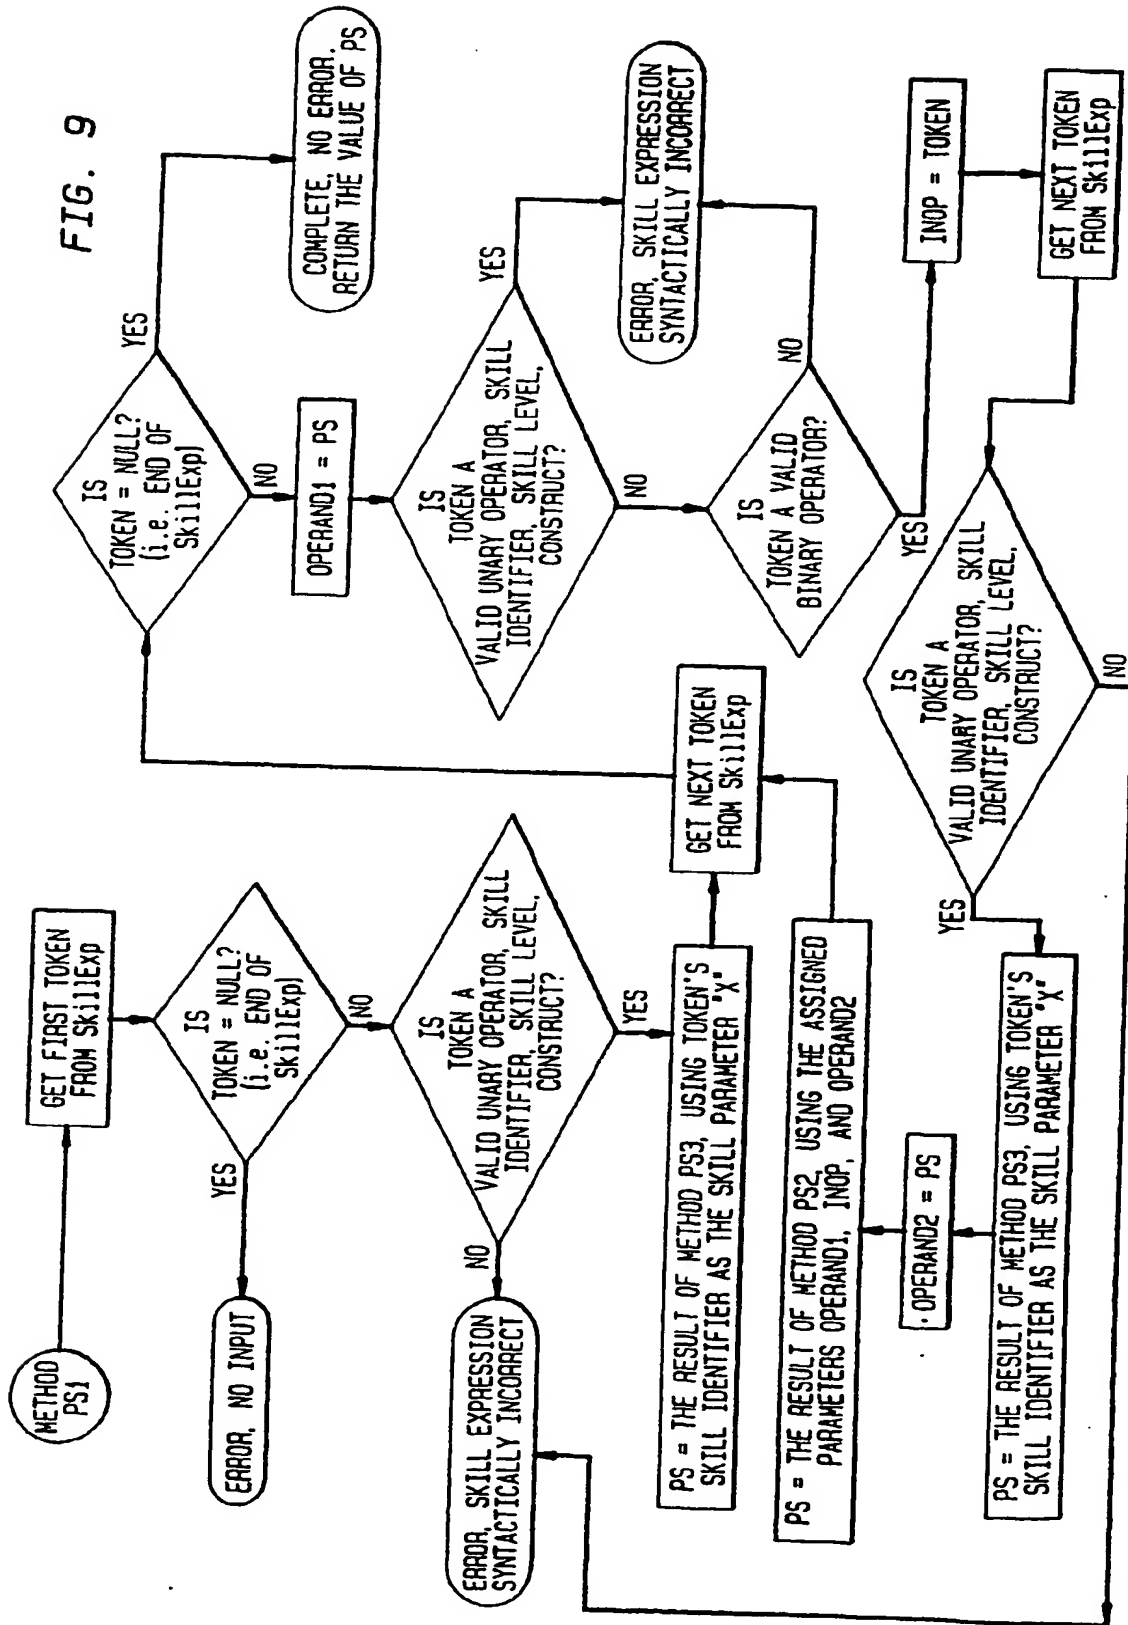 FIG. 9
METHOD
PS1
GET FIRST TOKEN
FROM SkillExp
IS
TOKEN = NULL?
(i.e. END OF
SkillExp)
YES
NO
ERROR, NO INPUT
IS
TOKEN A
VALID UNARY OPERATOR, SKILL
IDENTIFIER, SKILL LEVEL,
CONSTRUCT?
NO
YES
ERROR, SKILL EXPRESSION
SYNTACTICALLY INCORRECT
PS = THE RESULT OF METHOD PS3, USING TOKEN'S
SKILL IDENTIFIER AS THE SKILL PARAMETER "X"
GET NEXT TOKEN
FROM SkillExp
PS = THE RESULT OF METHOD PS2, USING THE ASSIGNED
PARAMETERS OPERAND1, INOP, AND OPERAND2
OPERAND2 = PS
PS = THE RESULT OF METHOD PS3, USING TOKEN'S
SKILL IDENTIFIER AS THE SKILL PARAMETER "X"
IS
TOKEN = NULL?
(i.e. END OF
SkillExp)
YES
NO
COMPLETE, NO ERROR.
RETURN THE VALUE OF PS
OPERAND1 = PS
IS
TOKEN A
VALID UNARY OPERATOR, SKILL
IDENTIFIER, SKILL LEVEL,
CONSTRUCT?
YES
NO
ERROR, SKILL EXPRESSION
SYNTACTICALLY INCORRECT
IS
TOKEN A VALID
BINARY OPERATOR?
NO
YES
INOP = TOKEN
GET NEXT TOKEN
FROM SkillExp
IS
TOKEN A
VALID UNARY OPERATOR, SKILL
IDENTIFIER, SKILL LEVEL,
CONSTRUCT?
YES
NO